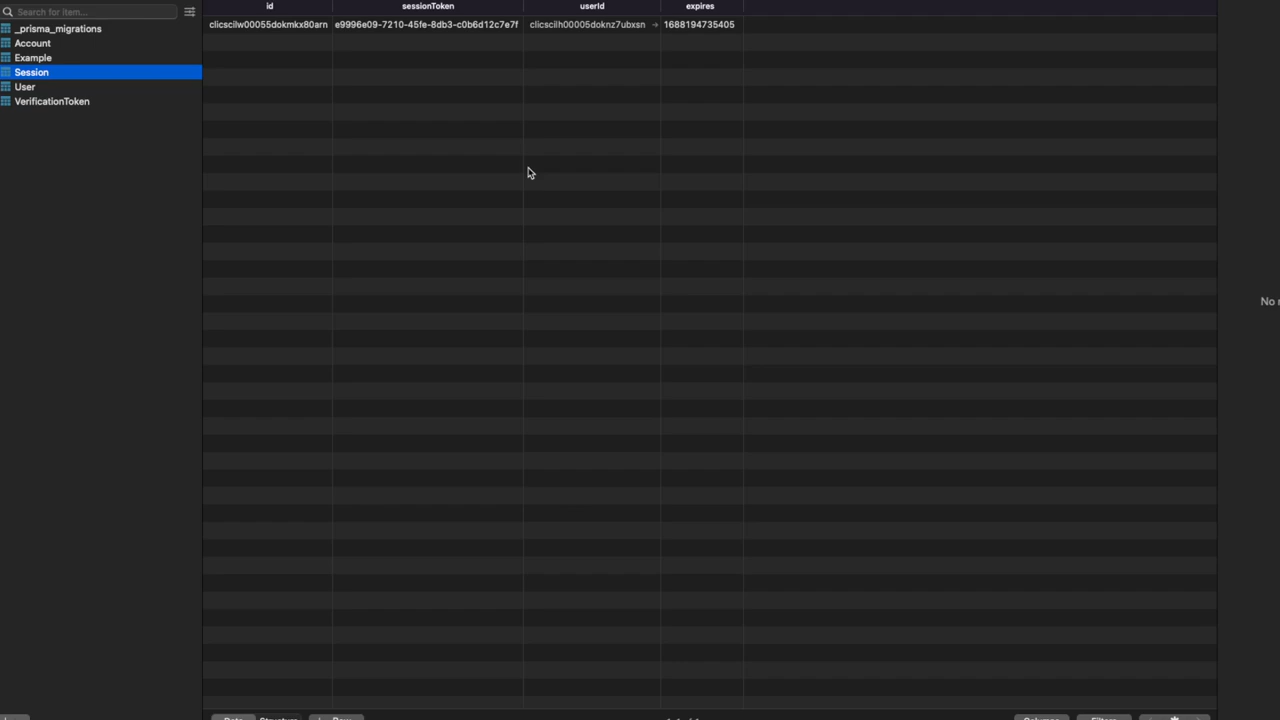 Search for item...
_prisma_migrations
Account
Example
Session
User
VerificationToken
id sessionToken userId expires
clicscilw00055dokmkx80arn e9996e09-7210-45fe-8db3-c0b6d12c7e7f clicscilh00005doknz7ubxsn → 1688194735405
No